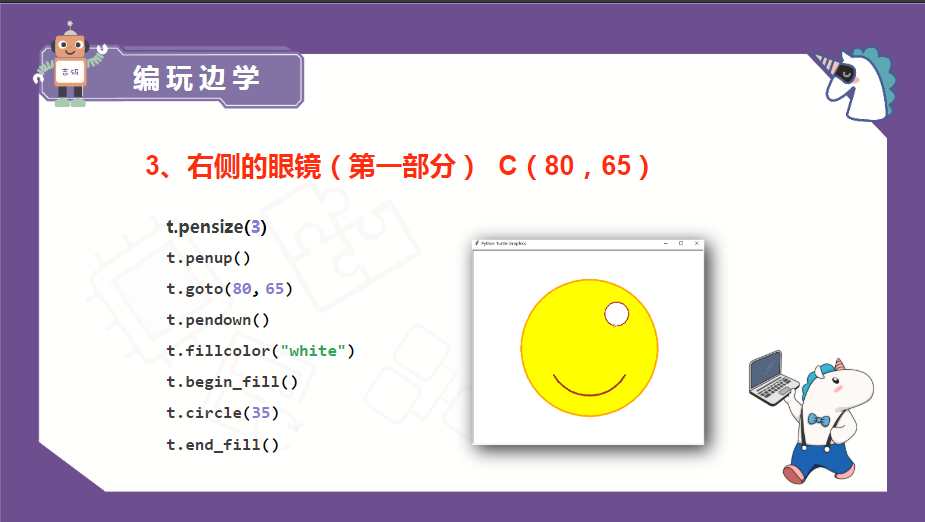 吉娲
编玩边学
3、右侧的眼镜（第一部分） C（80，65）
t.pensize(3)
t.penup()
t.goto(80,65)
t.pendown()
t.fillcolor("white")
t.begin_fill()
t.circle(35)
t.end_fill()
Python Turtle Graphics